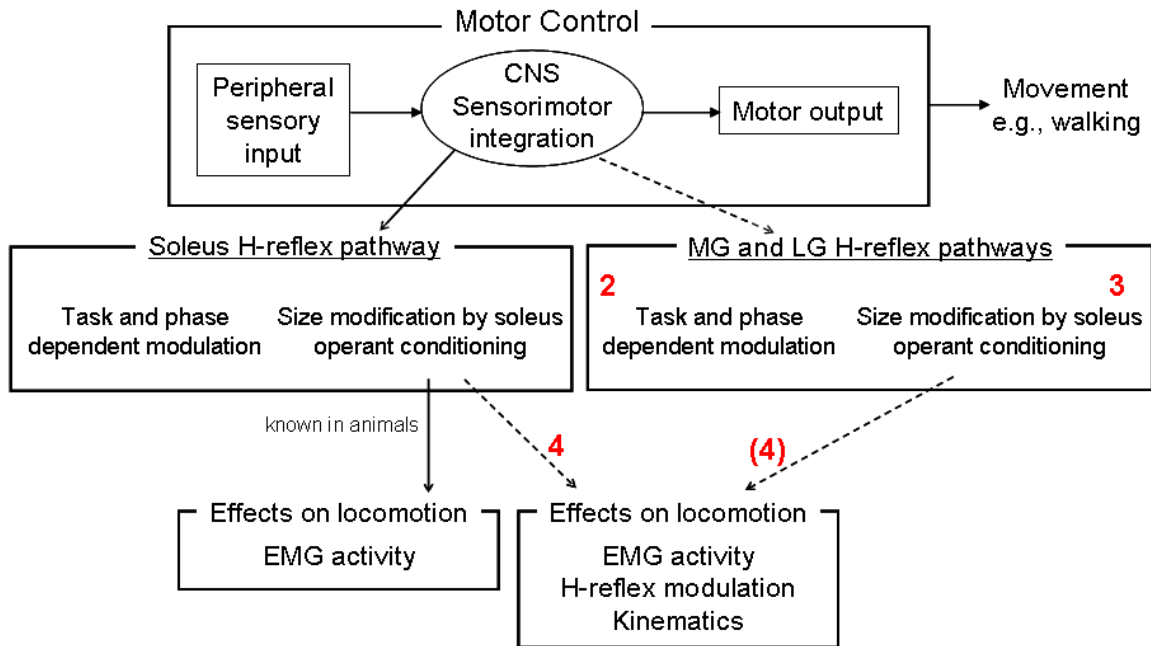 Motor Control
Peripheral
sensory
input
CNS
Sensorimotor
integration
Motor output
Movement
e.g., walking
Soleus H-reflex pathway
Task and phase
dependent modulation
Size modification by soleus
operant conditioning
MG and LG H-reflex pathways
2
3
Task and phase
dependent modulation
Size modification by soleus
operant conditioning
known in animals
4
(4)
Effects on locomotion
EMG activity
Effects on locomotion
EMG activity
H-reflex modulation
Kinematics